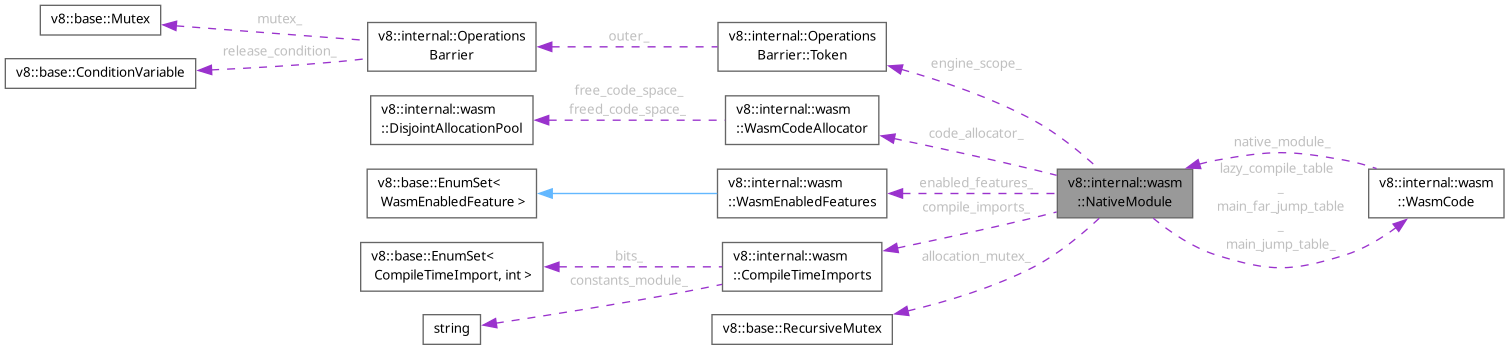 v8::base::Mutex
mutex_
v8::base::ConditionVariable
release_condition_
v8::internal::Operations
Barrier
outer_
v8::internal::Operations
Barrier::Token
engine_scope_
v8::internal::wasm
::DisjointAllocationPool
free_code_space_
freed_code_space_
v8::internal::wasm
::WasmCodeAllocator
code_allocator_
v8::base::EnumSet<
WasmEnabledFeature >
v8::internal::wasm
::WasmEnabledFeatures
enabled_features_
v8::base::EnumSet<
CompileTimeImport, int >
bits_
constants_module_
string
v8::internal::wasm
::CompileTimeImports
compile_imports_
v8::base::RecursiveMutex
allocation_mutex_
v8::internal::wasm
::NativeModule
native_module_
lazy_compile_table
_
main_far_jump_table
_
main_jump_table_
v8::internal::wasm
::WasmCode